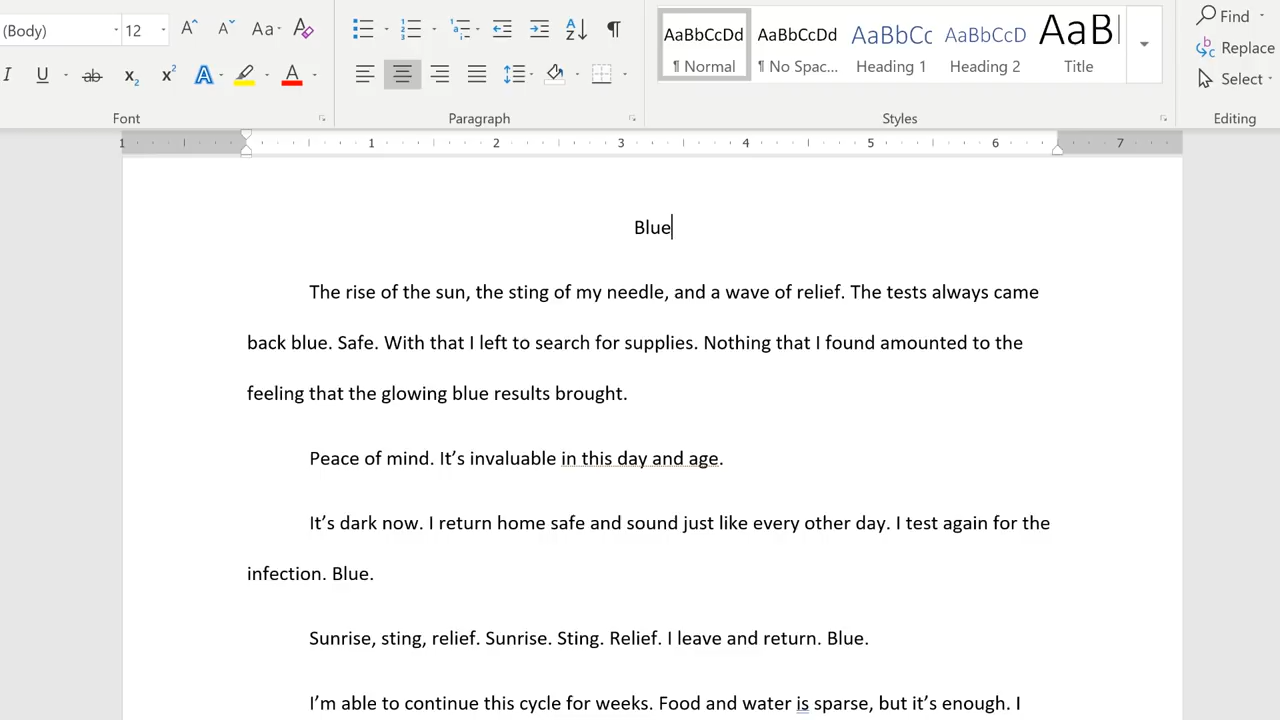 (Body) 12 Aa Find
AaBbCcDd AaBbCcDd AaBbCc AaBbCcD AaB
I U ab x2 x2 A A ¶ Normal ¶ No Spac... Heading 1 Heading 2 Title Replace
Select
Font Paragraph Styles Editing
1 1 2 3 4 5 6 7
Blue
The rise of the sun, the sting of my needle, and a wave of relief. The tests always came
back blue. Safe. With that I left to search for supplies. Nothing that I found amounted to the
feeling that the glowing blue results brought.
Peace of mind. It’s invaluable in this day and age.
It’s dark now. I return home safe and sound just like every other day. I test again for the
infection. Blue.
Sunrise, sting, relief. Sunrise. Sting. Relief. I leave and return. Blue.
I’m able to continue this cycle for weeks. Food and water is sparse, but it’s enough. I